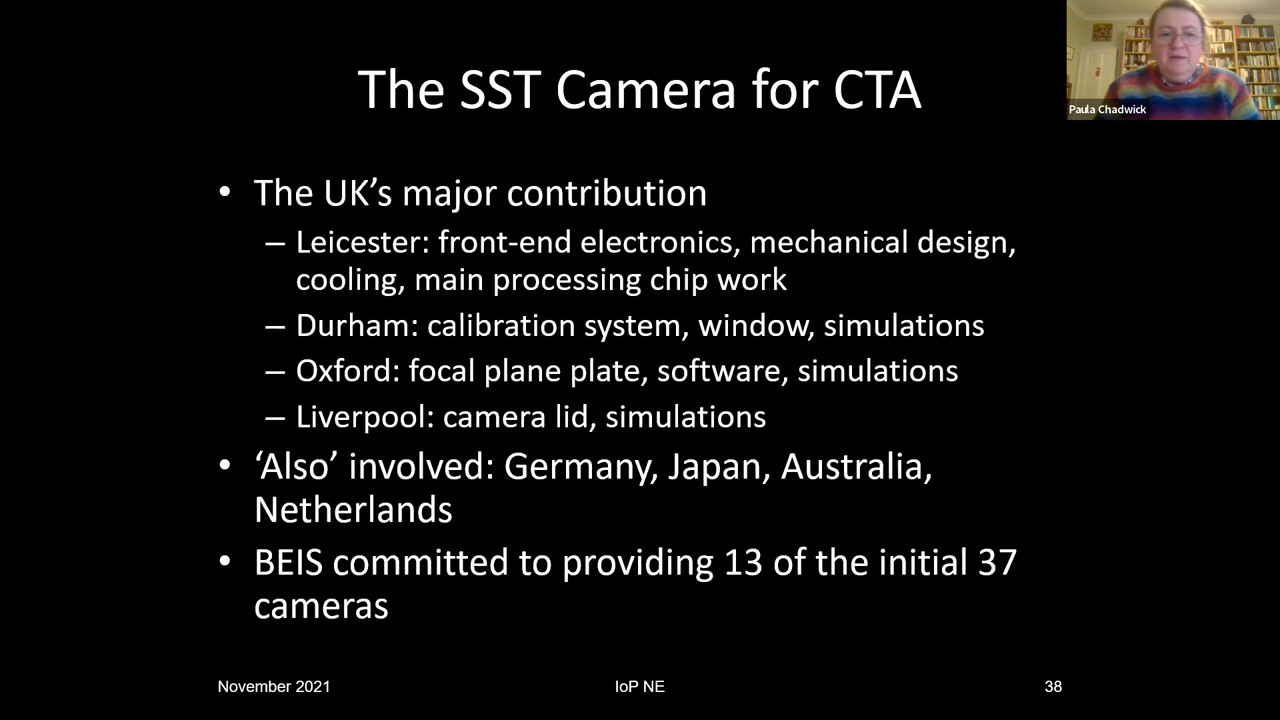 The SST Camera for CTA
Paula Chadwick
• The UK’s major contribution
– Leicester: front-end electronics, mechanical design,
cooling, main processing chip work
– Durham: calibration system, window, simulations
– Oxford: focal plane plate, software, simulations
– Liverpool: camera lid, simulations
• ‘Also’ involved: Germany, Japan, Australia,
Netherlands
• BEIS committed to providing 13 of the initial 37
cameras
November 2021
IoP NE
38